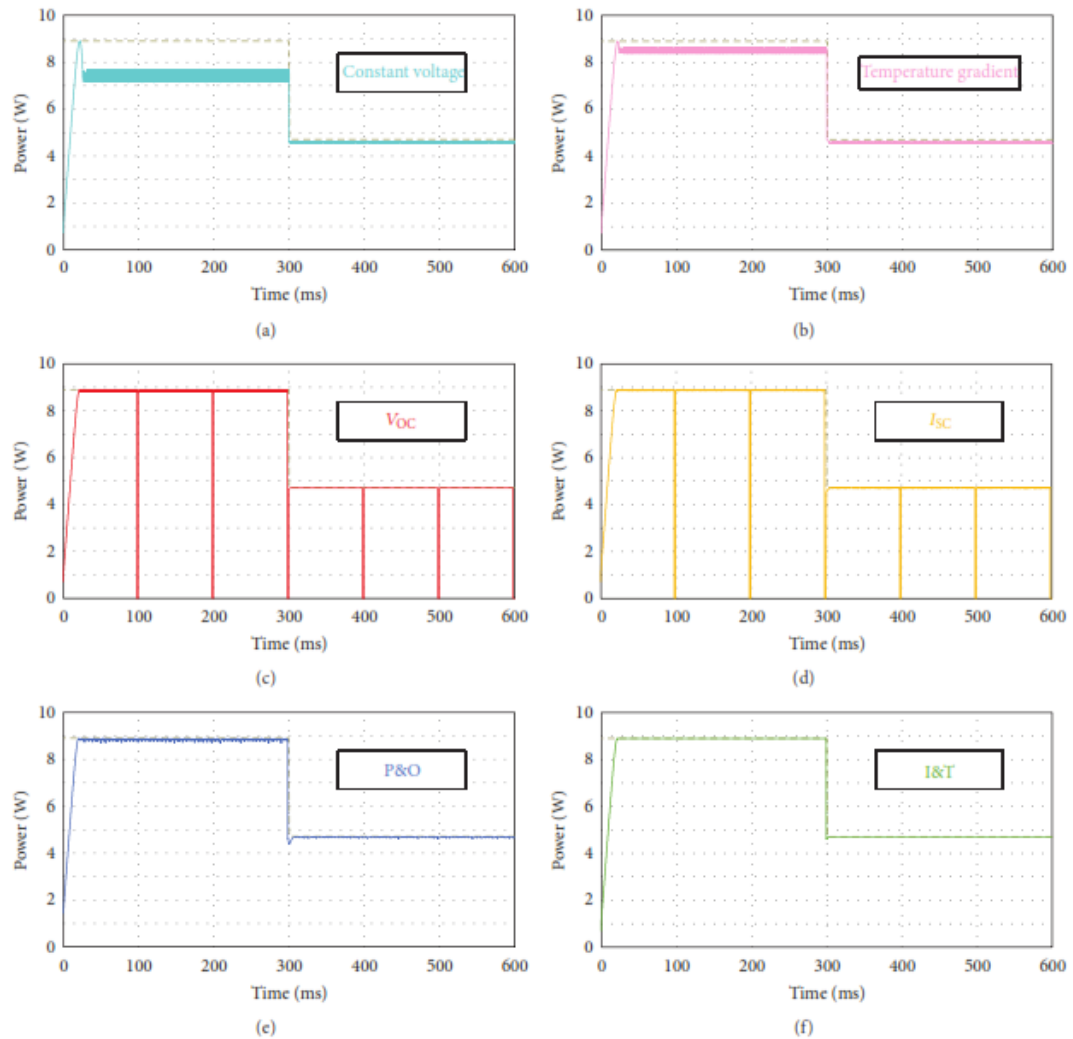 10
8
6
4
2
0
Power (W)
Constant voltage
0 100 200 300 400 500 600
Time (ms)
(a)
10
8
6
4
2
0
Power (W)
Temperature gradient
0 100 200 300 400 500 600
Time (ms)
(b)
10
8
6
4
2
0
Power (W)
VOC
0 100 200 300 400 500 600
Time (ms)
(c)
10
8
6
4
2
0
Power (W)
ISC
0 100 200 300 400 500 600
Time (ms)
(d)
10
8
6
4
2
0
Power (W)
P&O
0 100 200 300 400 500 600
Time (ms)
(e)
10
8
6
4
2
0
Power (W)
I&T
0 100 200 300 400 500 600
Time (ms)
(f)